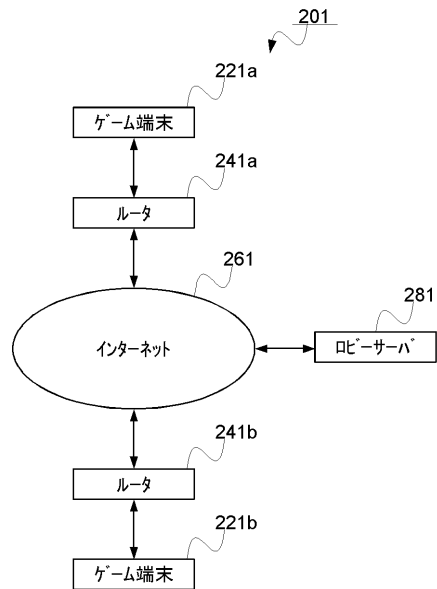 201
221a
ゲーム端末
241a
ルータ
261
インターネット
281
ロビーサーバ
241b
ルータ
221b
ゲーム端末